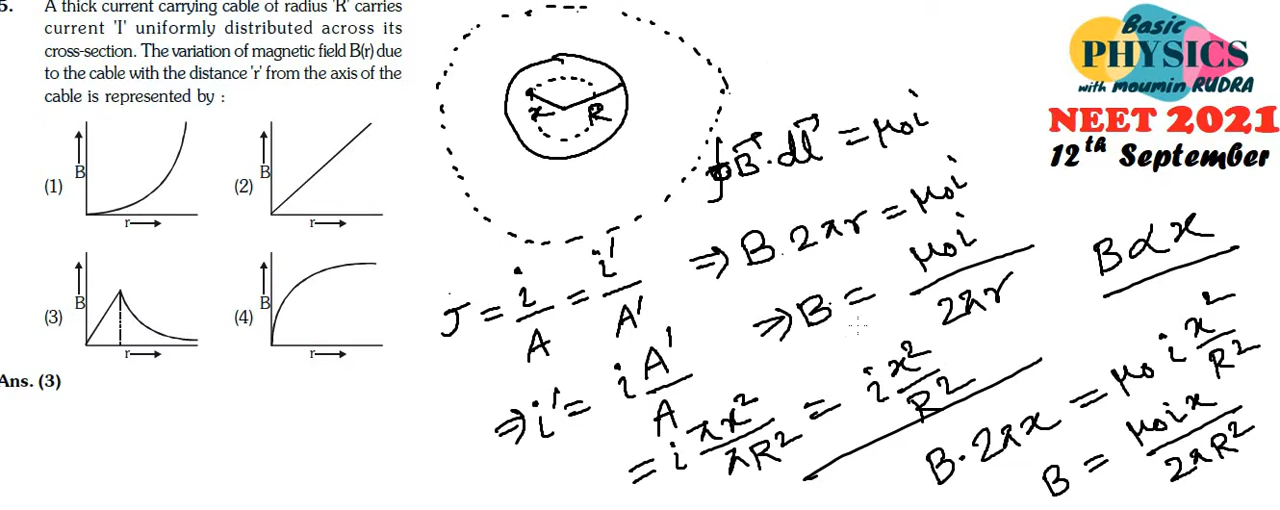 5. A thick current carrying cable of radius 'R' carries
current 'I' uniformly distributed across its
cross-section. The variation of magnetic field B(r) due
to the cable with the distance 'r' from the axis of the
cable is represented by :
(1) B r
(2) B r
(3) B r
(4) B r
Ans. (3)
x R
∮B⃗.dl⃗ = μ₀i
⇒ B.2πr = μ₀i
⇒ B = μ₀i / 2πr
J = i/A = i'/A'
⇒ i' = iA'/A
= i πx²/πR² = i x²/R²
B ∝ x
B.2πx = μ₀ i x²/R²
B = μ₀ix / 2πR²
Basic
PHYSICS
with moumin RUDRA
NEET 2021
12th September